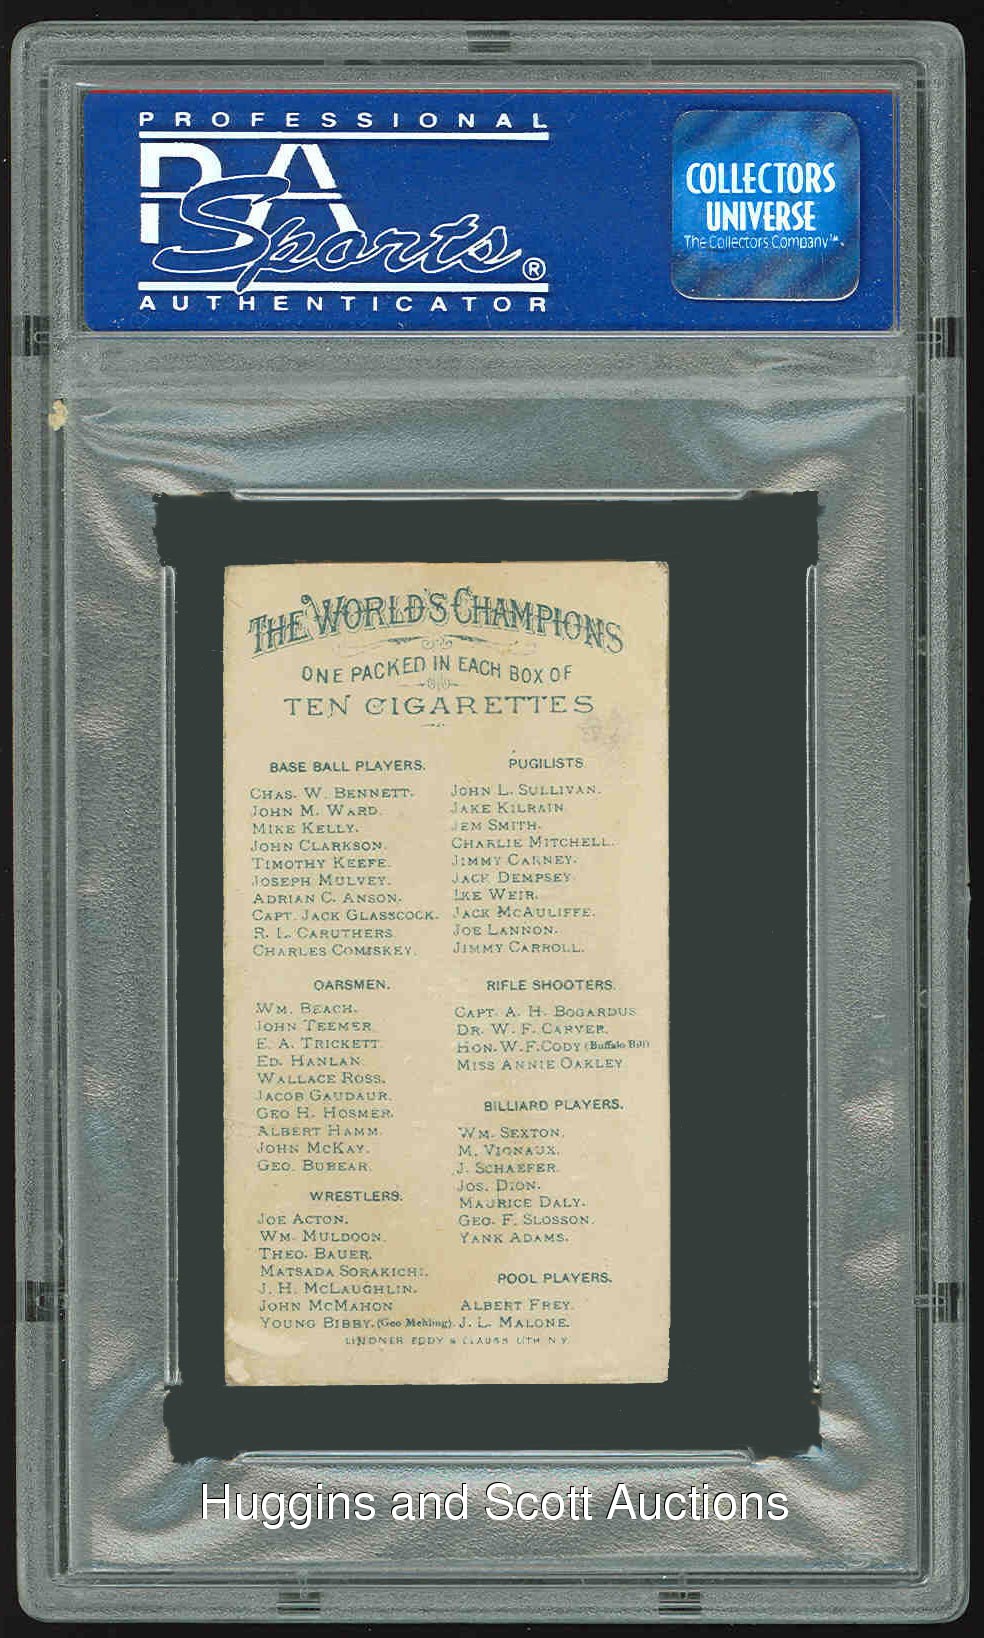 PROFESSIONAL
PSA
Sports®
AUTHENTICATOR
COLLECTORS
UNIVERSE
The Collectors Company™
THE WORLD'S CHAMPIONS
ONE PACKED IN EACH BOX OF
TEN CIGARETTES
BASE BALL PLAYERS.
CHAS. W. BENNETT.
JOHN M. WARD.
MIKE KELLY.
JOHN CLARKSON.
TIMOTHY KEEFE.
JOSEPH MULVEY.
ADRIAN C. ANSON.
CAPT. JACK GLASSCOCK.
R. L. CARUTHERS.
CHARLES COMISKEY.
OARSMEN.
WM. BEACH.
JOHN TEEMER.
E. A. TRICKETT.
ED. HANLAN.
WALLACE ROSS.
JACOB GAUDAUR.
GEO H. HOSMER.
ALBERT HAMM.
JOHN MCKAY.
GEO. BUBEAR.
WRESTLERS.
JOE ACTON.
WM. MULDOON.
THEO. BAUER.
MATSADA SORAKICHI.
J. H. MCLAUGHLIN.
JOHN MCMAHON
YOUNG BIBBY. (Geo Mehling).
PUGILISTS
JOHN L. SULLIVAN.
JAKE KILRAIN.
JEM SMITH.
CHARLIE MITCHELL.
JIMMY CARNEY.
JACK DEMPSEY.
IKE WEIR.
JACK MCAULIFFE.
JOE LANNON.
JIMMY CARROLL.
RIFLE SHOOTERS.
CAPT. A. H. BOGARDUS
DR. W. F. CARVER.
HON. W. F. CODY (Buffalo Bill)
MISS ANNIE OAKLEY
BILLIARD PLAYERS.
WM. SEXTON.
M. VIGNAUX.
J. SCHAEFER.
JOS. DION.
MAURICE DALY.
GEO. F. SLOSSON.
YANK ADAMS.
POOL PLAYERS.
ALBERT FREY.
J. L. MALONE.
LINDNER EDDY & CLAUSS LITH N.Y.
Huggins and Scott Auctions